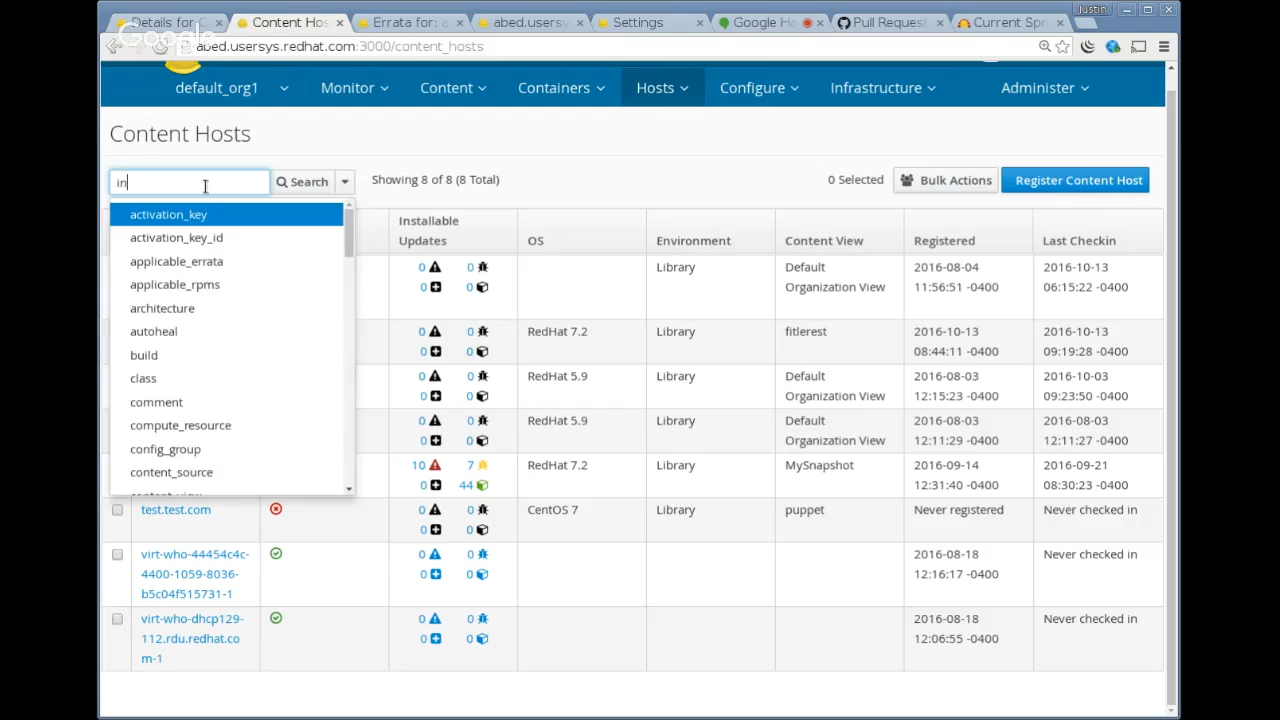 Justin
Details for C
Content Hos
Errata for: a
abed.usersy
Settings
Google Ha
Pull Request
Current Spr
Google
abed.usersys.redhat.com:3000/content_hosts
default_org1 Monitor Content Containers Hosts Configure Infrastructure Administer
Content Hosts
in
Search
Showing 8 of 8 (8 Total)
0 Selected
Bulk Actions
Register Content Host
activation_key
activation_key_id
applicable_errata
applicable_rpms
architecture
autoheal
build
class
comment
compute_resource
config_group
content_source
Installable
Updates OS Environment Content View Registered Last Checkin
0 0 Library Default 2016-08-04 2016-10-13
0 0 Organization View 11:56:51 -0400 06:15:22 -0400
0 0 RedHat 7.2 Library fitlerest 2016-10-13 2016-10-13
0 0 08:44:11 -0400 09:19:28 -0400
0 0 RedHat 5.9 Library Default 2016-08-03 2016-10-03
0 0 Organization View 12:15:23 -0400 09:23:50 -0400
0 0 RedHat 5.9 Library Default 2016-08-03 2016-08-03
0 0 Organization View 12:11:29 -0400 12:11:27 -0400
10 7 RedHat 7.2 Library MySnapshot 2016-09-14 2016-09-21
0 44 12:31:40 -0400 08:30:23 -0400
test.test.com 0 0 CentOS 7 Library puppet Never registered Never checked in
0 0
virt-who-44454c4c- 0 0 2016-08-18 Never checked in
4400-1059-8036- 0 0 12:16:17 -0400
b5c04f515731-1
virt-who-dhcp129- 0 0 2016-08-18 Never checked in
112.rdu.redhat.co 0 0 12:06:55 -0400
m-1